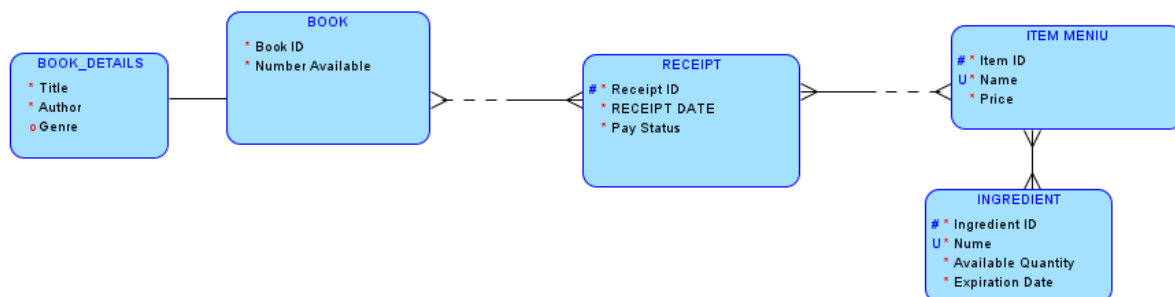 BOOK_DETAILS
* Title
* Author
o Genre
BOOK
* Book ID
* Number Available
RECEIPT
# * Receipt ID
* RECEIPT DATE
* Pay Status
ITEM MENIU
# * Item ID
U * Name
* Price
INGREDIENT
# * Ingredient ID
U * Nume
* Available Quantity
* Expiration Date